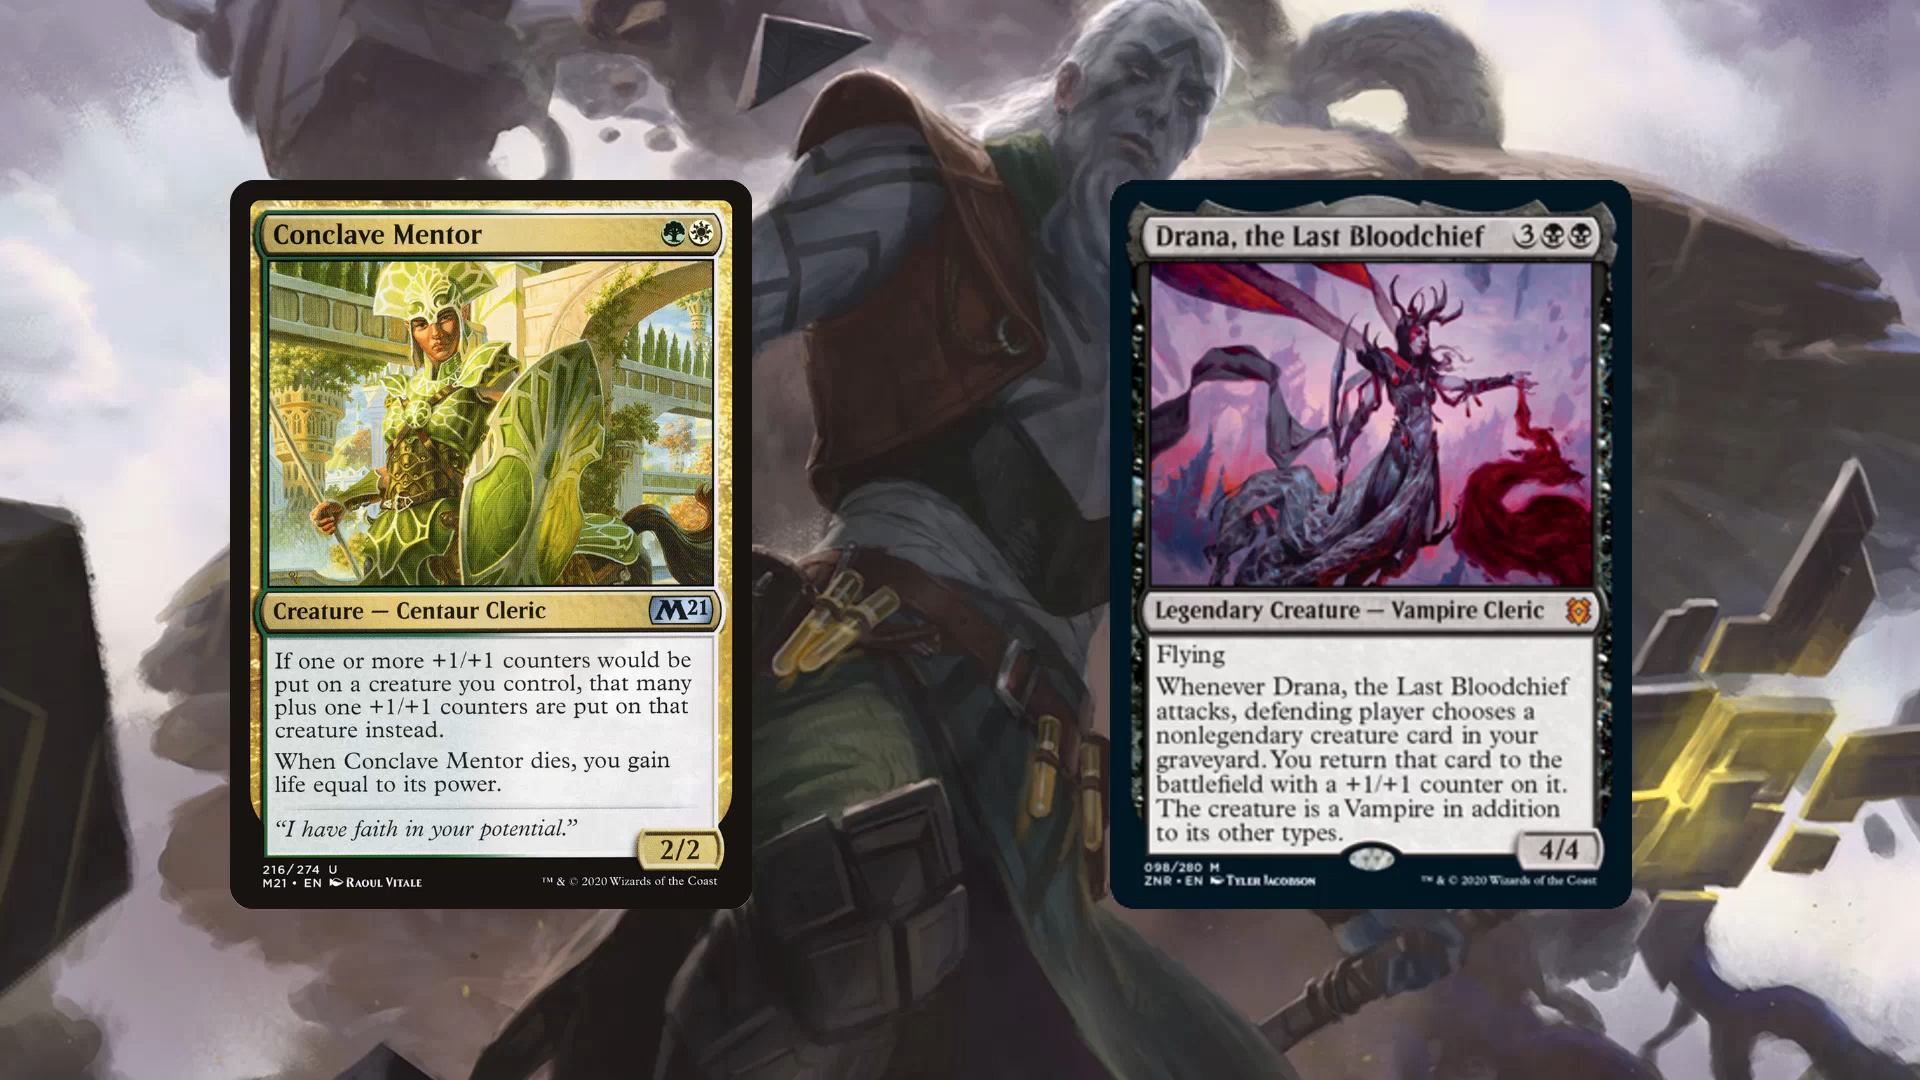 Conclave Mentor
Creature — Centaur Cleric
M21
If one or more +1/+1 counters would be
put on a creature you control, that many
plus one +1/+1 counters are put on that
creature instead.
When Conclave Mentor dies, you gain
life equal to its power.
“I have faith in your potential.”
2/2
216/274 U
M21 • EN Raoul Vitale
™ & © 2020 Wizards of the Coast
Drana, the Last Bloodchief 3
Legendary Creature — Vampire Cleric
Flying
Whenever Drana, the Last Bloodchief
attacks, defending player chooses a
nonlegendary creature card in your
graveyard. You return that card to the
battlefield with a +1/+1 counter on it.
The creature is a Vampire in addition
to its other types.
4/4
098/280 M
ZNR • EN Tyler Jacobson
™ & © 2020 Wizards of the Coast